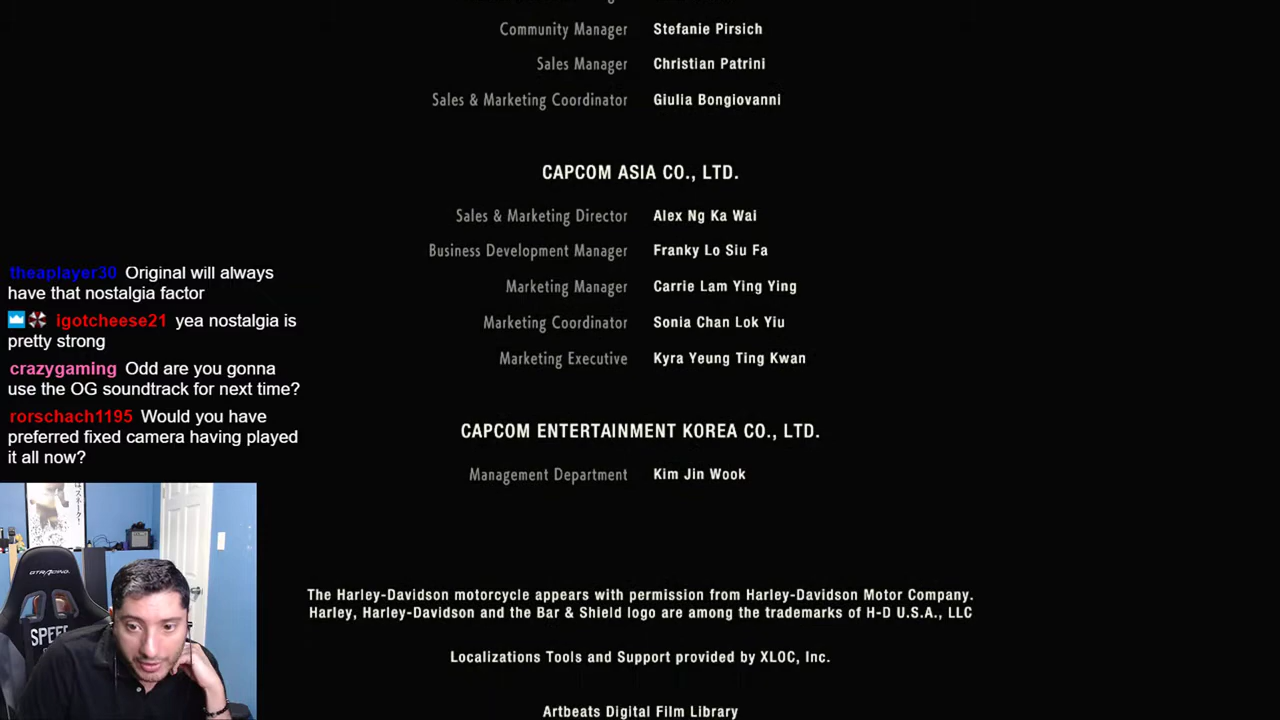 Community Manager Stefanie Pirsich
Sales Manager Christian Patrini
Sales & Marketing Coordinator Giulia Bongiovanni
CAPCOM ASIA CO., LTD.
Sales & Marketing Director Alex Ng Ka Wai
Business Development Manager Franky Lo Siu Fa
Marketing Manager Carrie Lam Ying Ying
Marketing Coordinator Sonia Chan Lok Yiu
Marketing Executive Kyra Yeung Ting Kwan
CAPCOM ENTERTAINMENT KOREA CO., LTD.
Management Department Kim Jin Wook
The Harley-Davidson motorcycle appears with permission from Harley-Davidson Motor Company.
Harley, Harley-Davidson and the Bar & Shield logo are among the trademarks of H-D U.S.A., LLC
Localizations Tools and Support provided by XLOC, Inc.
Artbeats Digital Film Library
theaplayer30 Original will always
have that nostalgia factor
igotcheese21 yea nostalgia is
pretty strong
crazygaming Odd are you gonna
use the OG soundtrack for next time?
rorschach1195 Would you have
preferred fixed camera having played
it all now?
GTRACING
SPEED